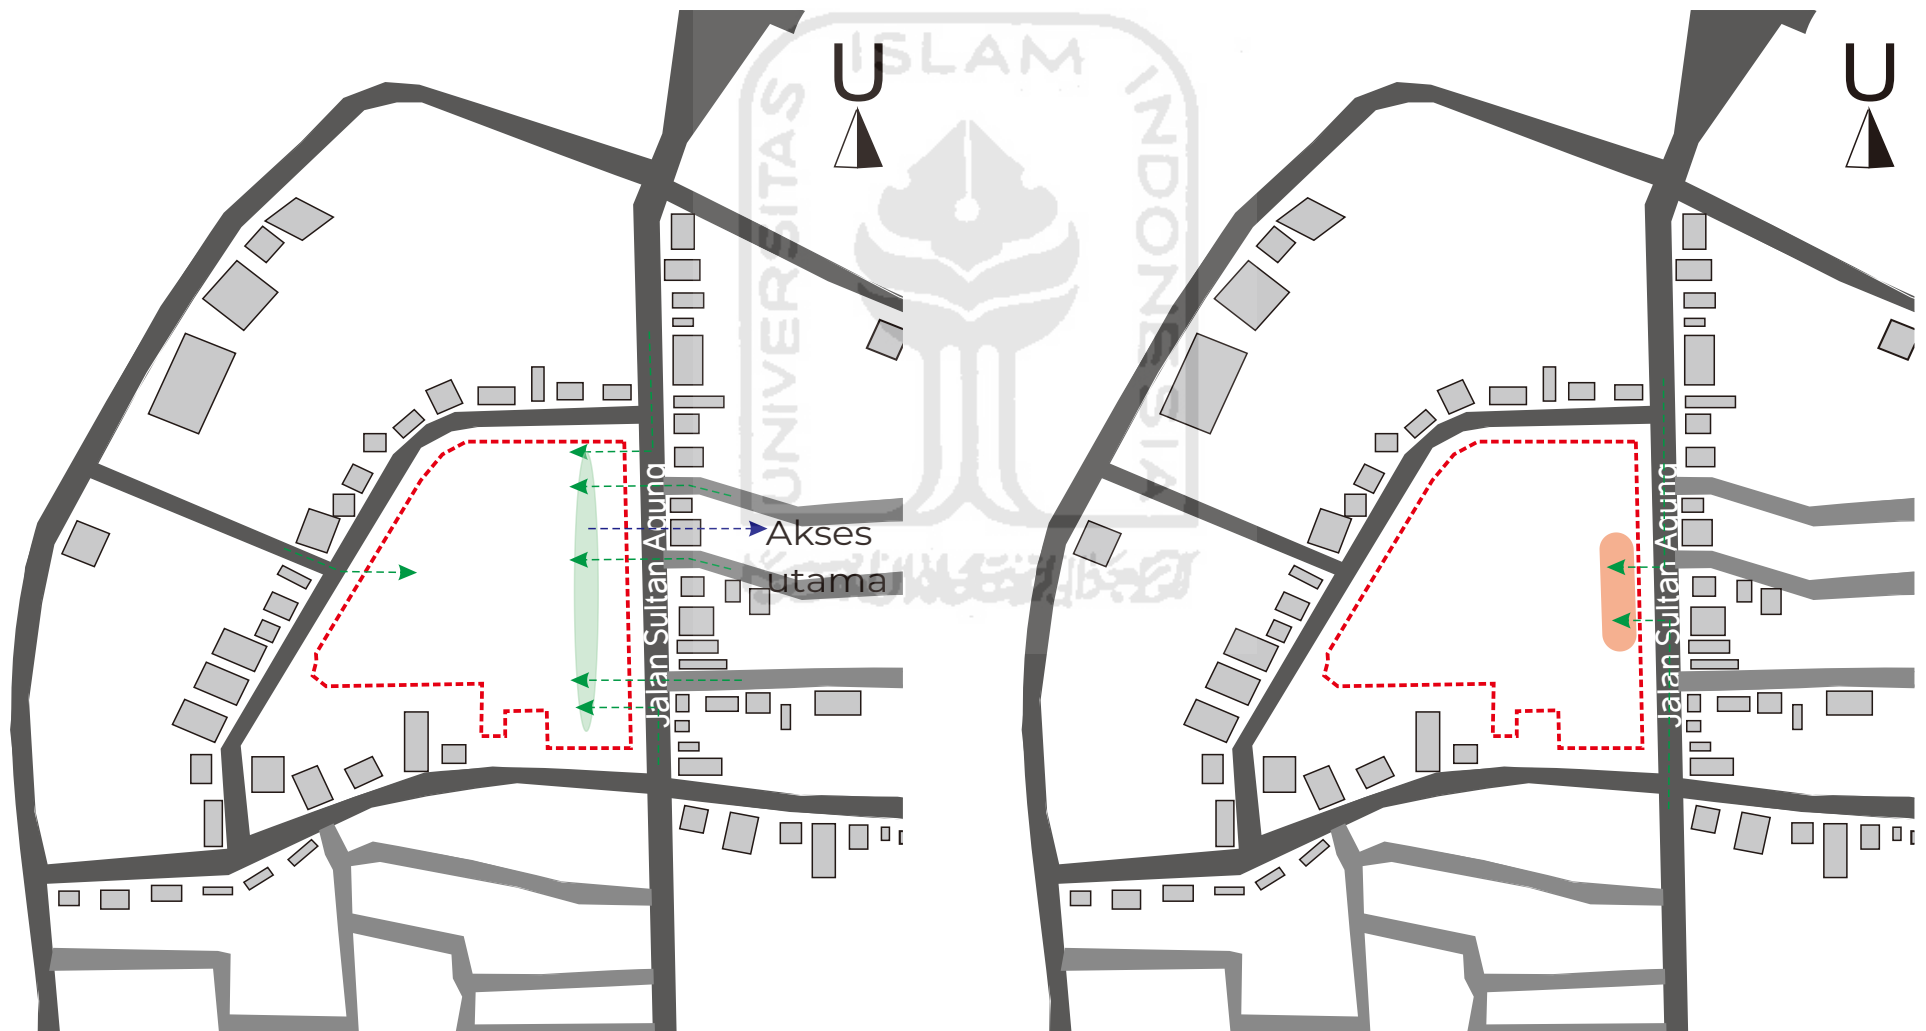 U
Akses
utama
Jalan Sultan Agung
U
Jalan Sultan Agung
UNIVERSITAS ISLAM INDONESIA